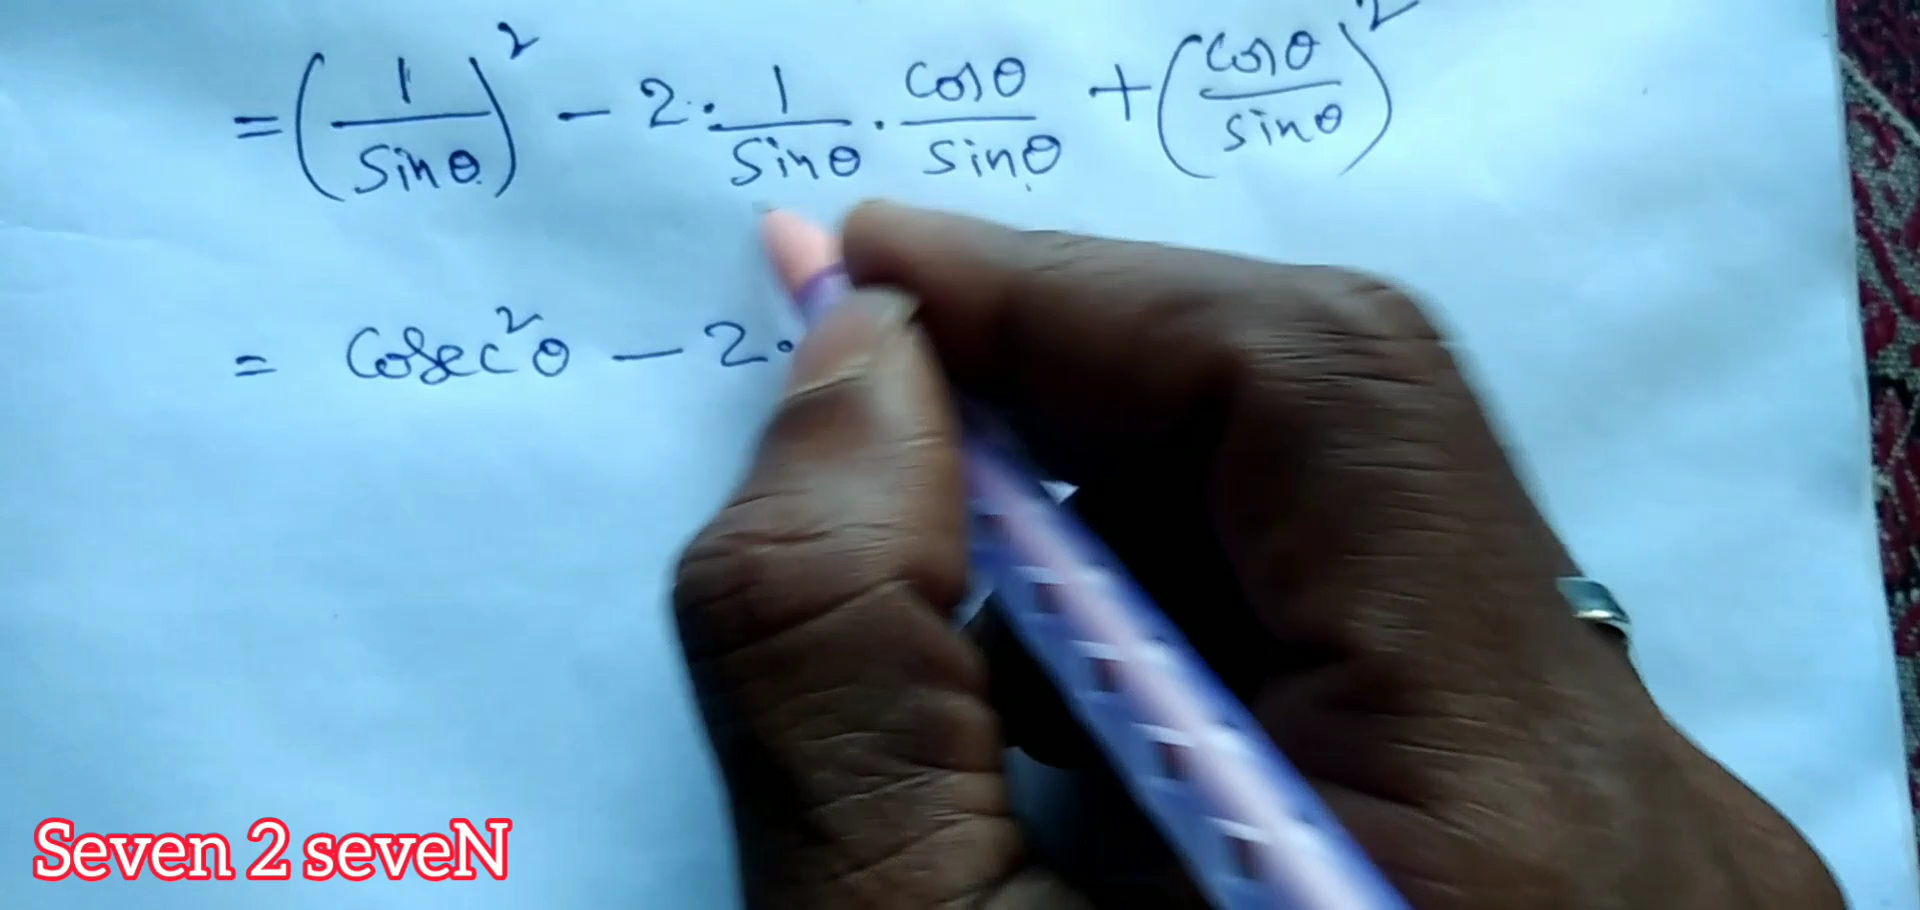 = (1/sinθ)² - 2 · 1/sinθ · cosθ/sinθ + (cosθ/sinθ)²
= cosec²θ - 2 ·
Seven 2 seveN